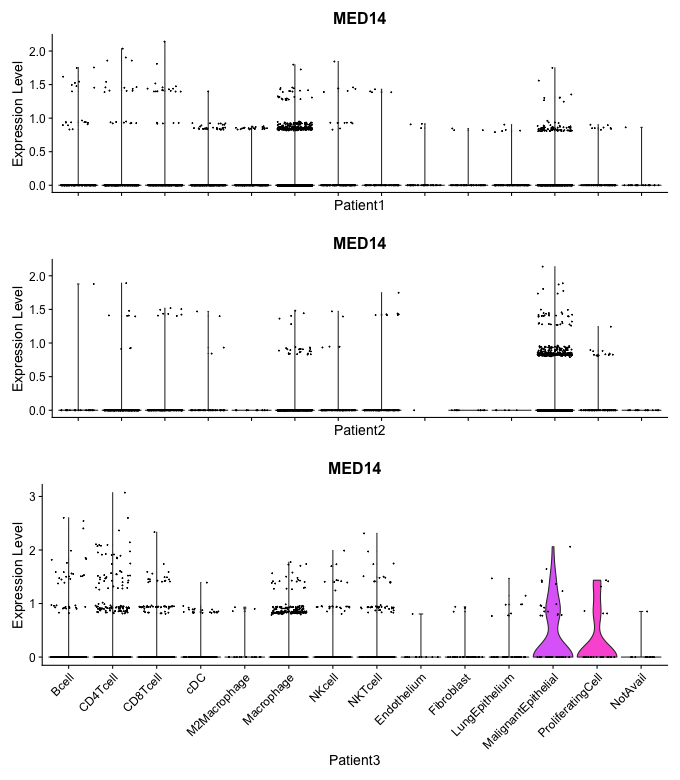 MED14
Expression Level
2.0
1.5
1.0
0.5
0.0
Patient1
MED14
Expression Level
2.0
1.5
1.0
0.5
0.0
Patient2
MED14
Expression Level
3
2
1
0
Bcell
CD4Tcell
CD8Tcell
cDC
M2Macrophage
Macrophage
NKcell
NKTcell
Endothelium
Fibroblast
LungEpithelium
MalignantEpithelial
ProliferatingCell
NotAvail
Patient3